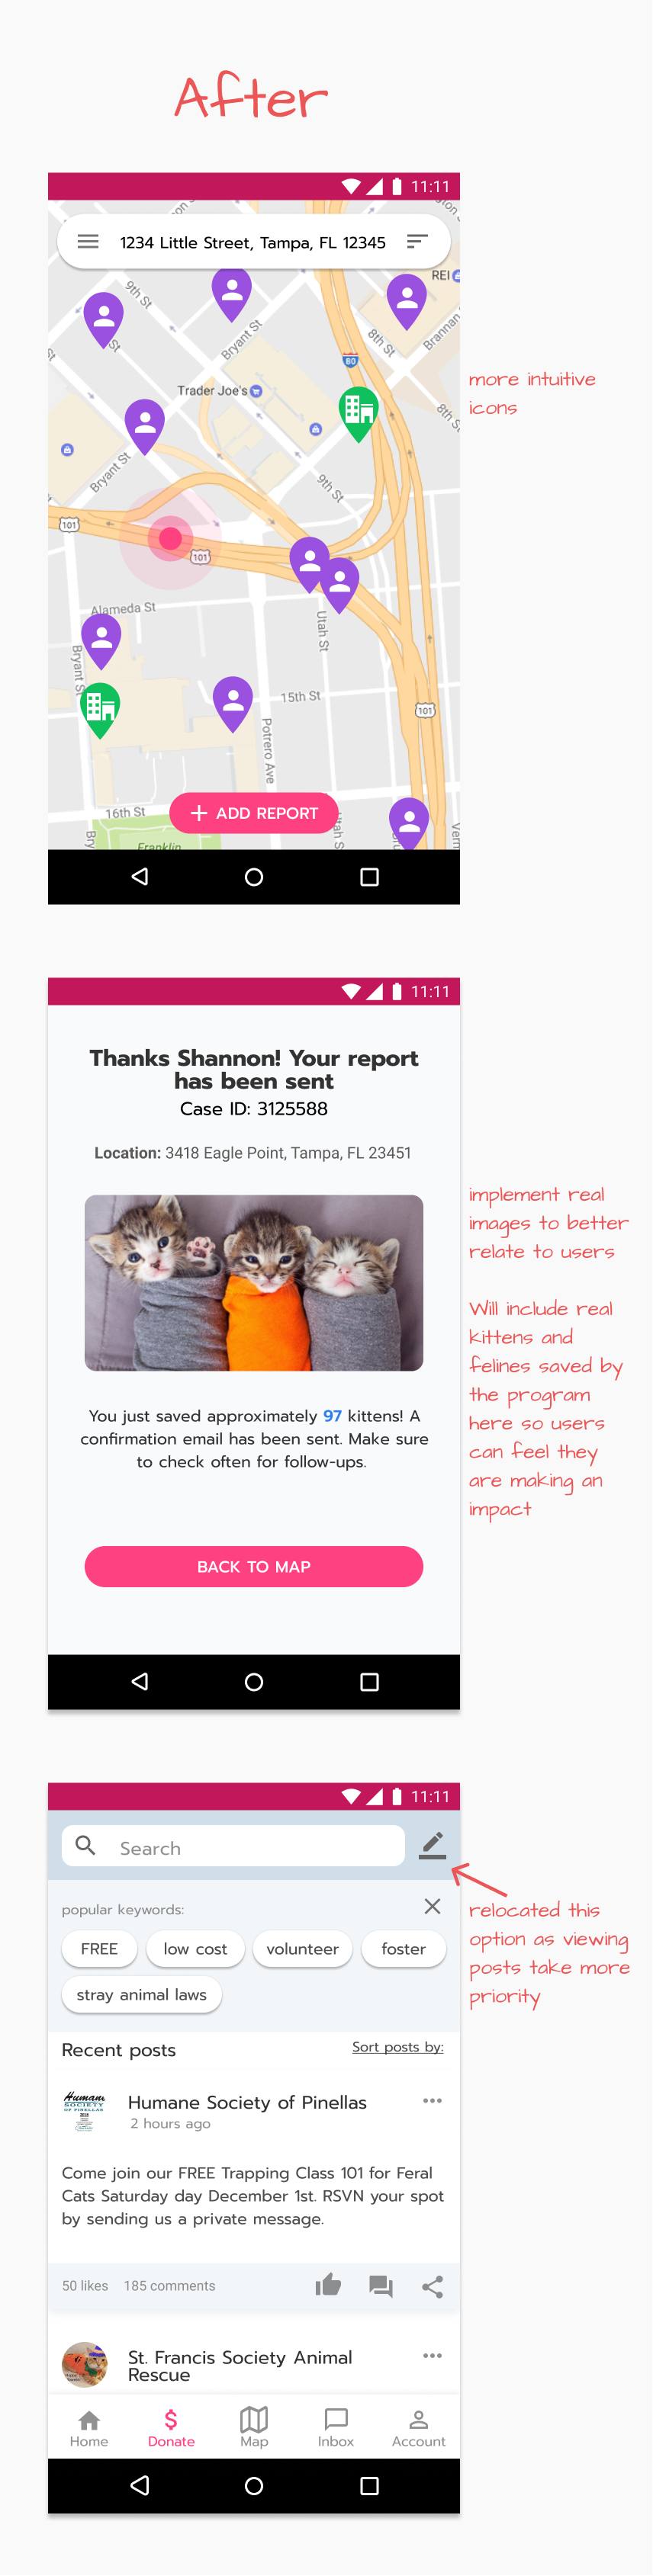 After
11:11
1234 Little Street, Tampa, FL 12345
REI
9th St
Bryant St
8th St
Brannan
80
Trader Joe's
8th St
Bryant St
9th St
101
101
Alameda St
Utah St
Bryant S
15th St
101
Potrero Ave
16th St
+ ADD REPORT
Franklin
more intuitive
icons
11:11
Thanks Shannon! Your report
has been sent
Case ID: 3125588
Location: 3418 Eagle Point, Tampa, FL 23451
You just saved approximately 97 kittens! A
confirmation email has been sent. Make sure
to check often for follow-ups.
BACK TO MAP
implement real
images to better
relate to users
Will include real
kittens and
felines saved by
the program
here so users
can feel they
are making an
impact
11:11
Search
popular keywords:
FREE low cost volunteer foster
stray animal laws
relocated this
option as viewing
posts take more
priority
Recent posts Sort posts by:
Humane Society of Pinellas
2 hours ago
Come join our FREE Trapping Class 101 for Feral
Cats Saturday day December 1st. RSVN your spot
by sending us a private message.
50 likes 185 comments
St. Francis Society Animal
Rescue
Home Donate Map Inbox Account